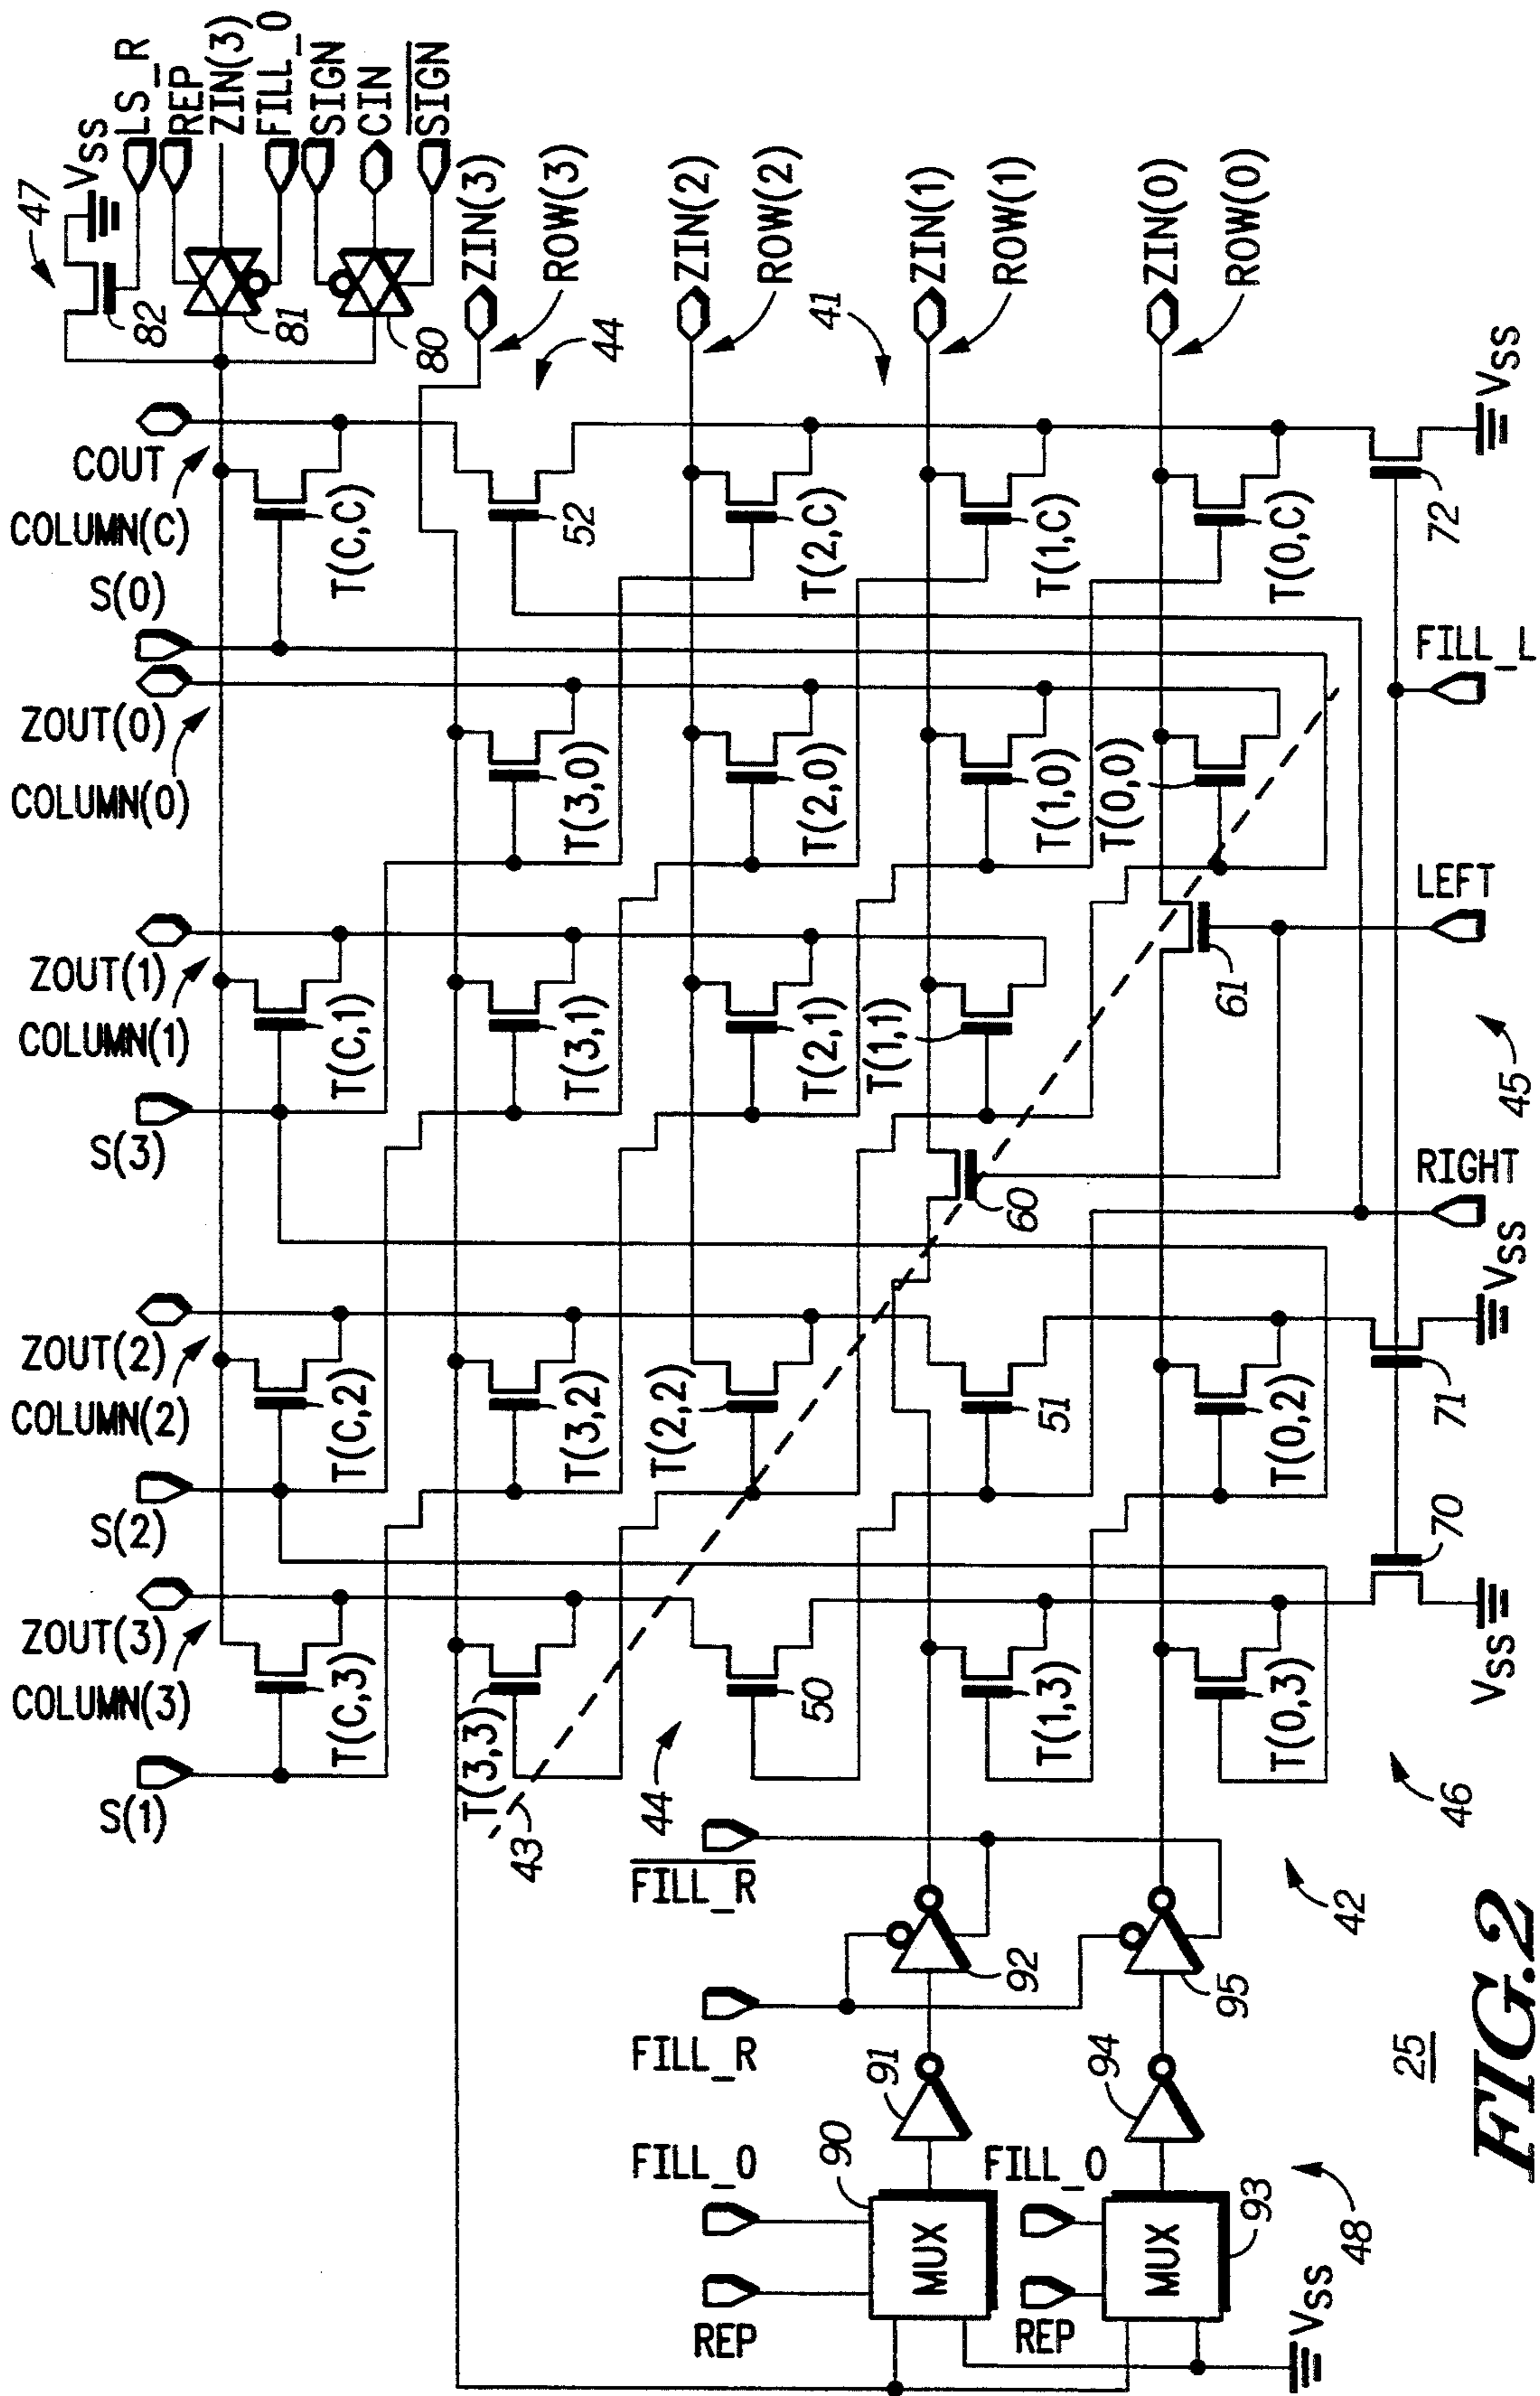 47
VSS
LS_R
REP
ZIN(3)
FILL_0
SIGN
CIN
SIGN
82
81
80
ZIN(3)
ROW(3)
44
ZIN(2)
ROW(2)
41
ZIN(1)
ROW(1)
ZIN(0)
ROW(0)
COUT
COLUMN(C)
T(C,C)
52
T(2,C)
T(1,C)
T(0,C)
72
VSS
S(0)
ZOUT(0)
COLUMN(0)
T(3,0)
T(2,0)
T(1,0)
T(0,0)
FILL_L
ZOUT(1)
COLUMN(1)
T(C,1)
T(3,1)
T(2,1)
T(1,1)
61
LEFT
45
S(3)
60
RIGHT
ZOUT(2)
COLUMN(2)
T(C,2)
T(3,2)
T(2,2)
51
T(0,2)
71
VSS
S(2)
ZOUT(3)
COLUMN(3)
T(C,3)
T(3,3)
50
T(1,3)
T(0,3)
70
VSS
S(1)
43
44
46
FILL_R
92
95
42
FILL_R
91
94
FILL_0
90
FILL_0
REP
MUX
REP
MUX
93
48
VSS
25
FIG.2